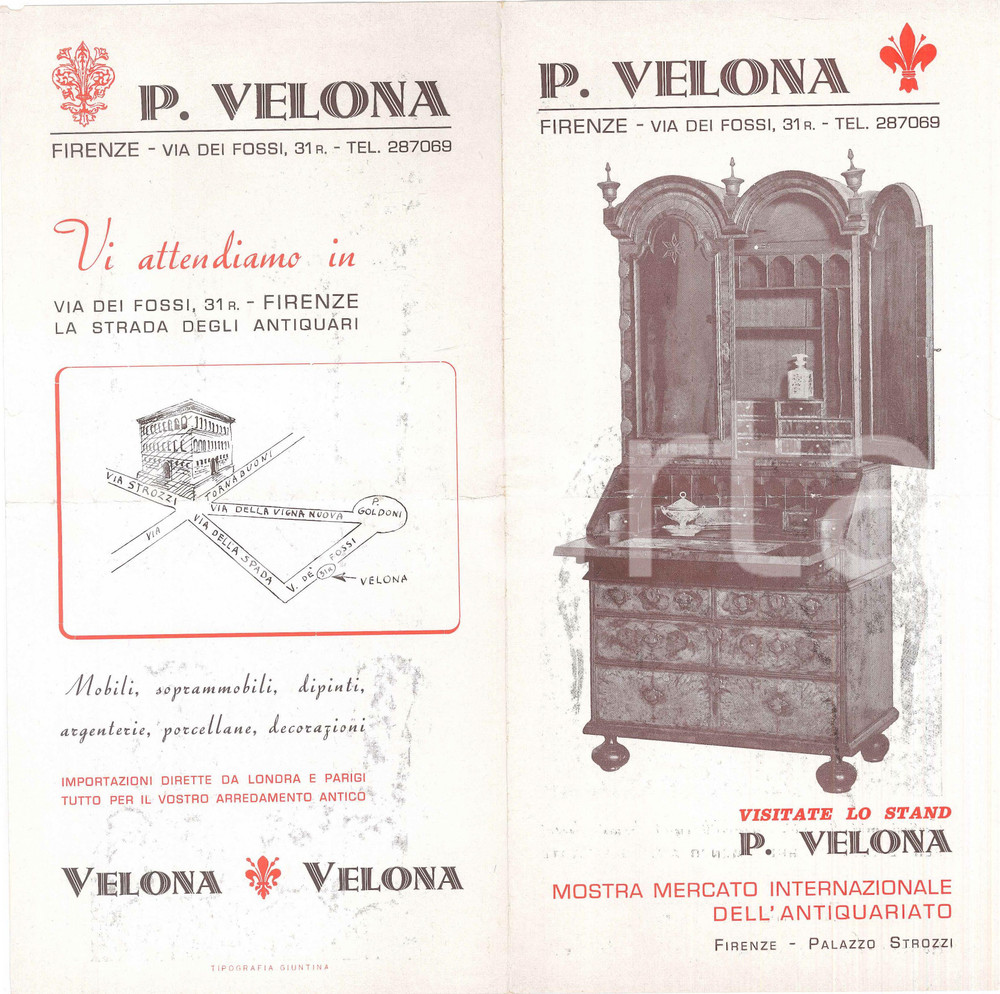 P. VELONA
FIRENZE - VIA DEI FOSSI, 31 R. - TEL. 287069
Vi attendiamo in
VIA DEI FOSSI, 31 R. - FIRENZE
LA STRADA DEGLI ANTIQUARI
VIA STROZZI
TORNABUONI
VIA DELLA VIGNA NUOVA
P. GOLDONI
VIA
VIA DELLA SPADA
V. DE' FOSSI
31R
VELONA
Mobili, soprammobili, dipinti,
argenterie, porcellane, decorazioni
IMPORTAZIONI DIRETTE DA LONDRA E PARIGI
TUTTO PER IL VOSTRO ARREDAMENTO ANTICO
VELONA VELONA
TIPOGRAFIA GIUNTINA
P. VELONA
FIRENZE - VIA DEI FOSSI, 31 R. - TEL. 287069
VISITATE LO STAND
P. VELONA
MOSTRA MERCATO INTERNAZIONALE
DELL'ANTIQUARIATO
FIRENZE - PALAZZO STROZZI